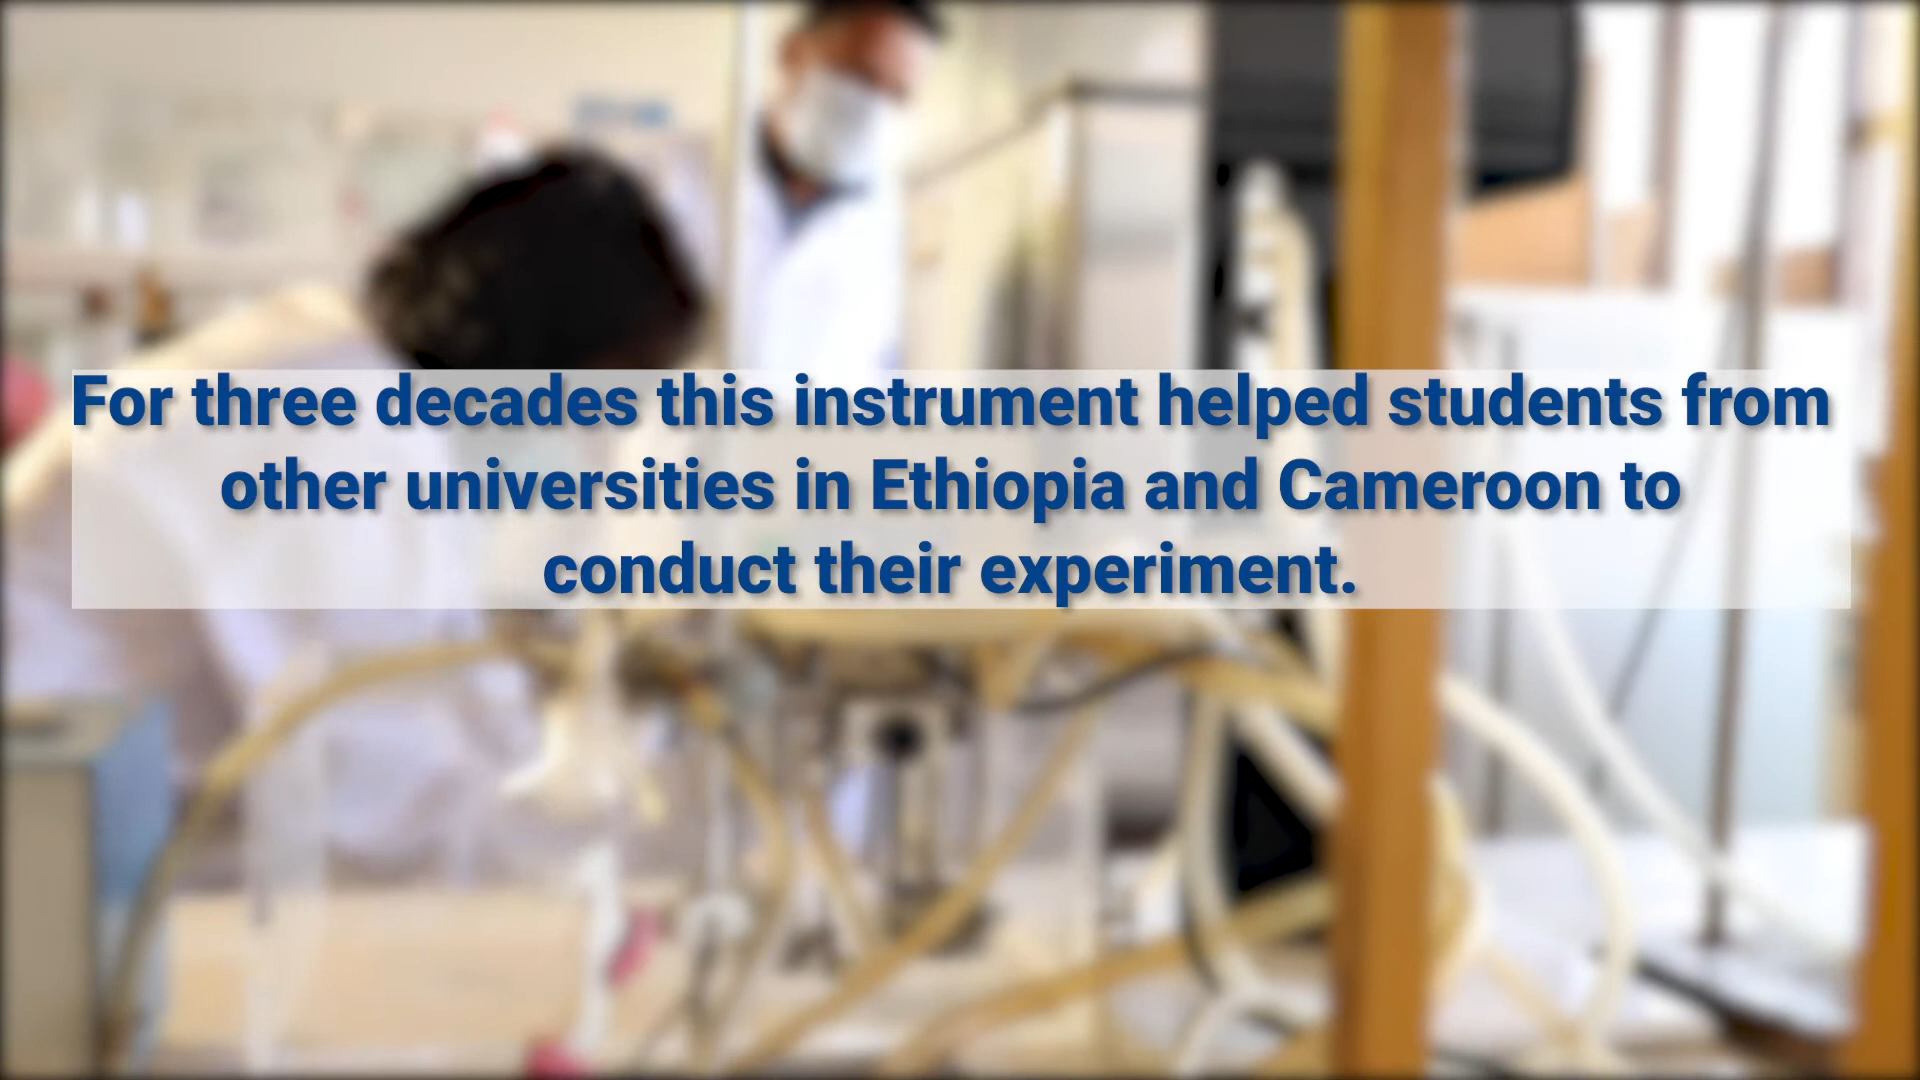 For three decades this instrument helped students from
other universities in Ethiopia and Cameroon to
conduct their experiment.